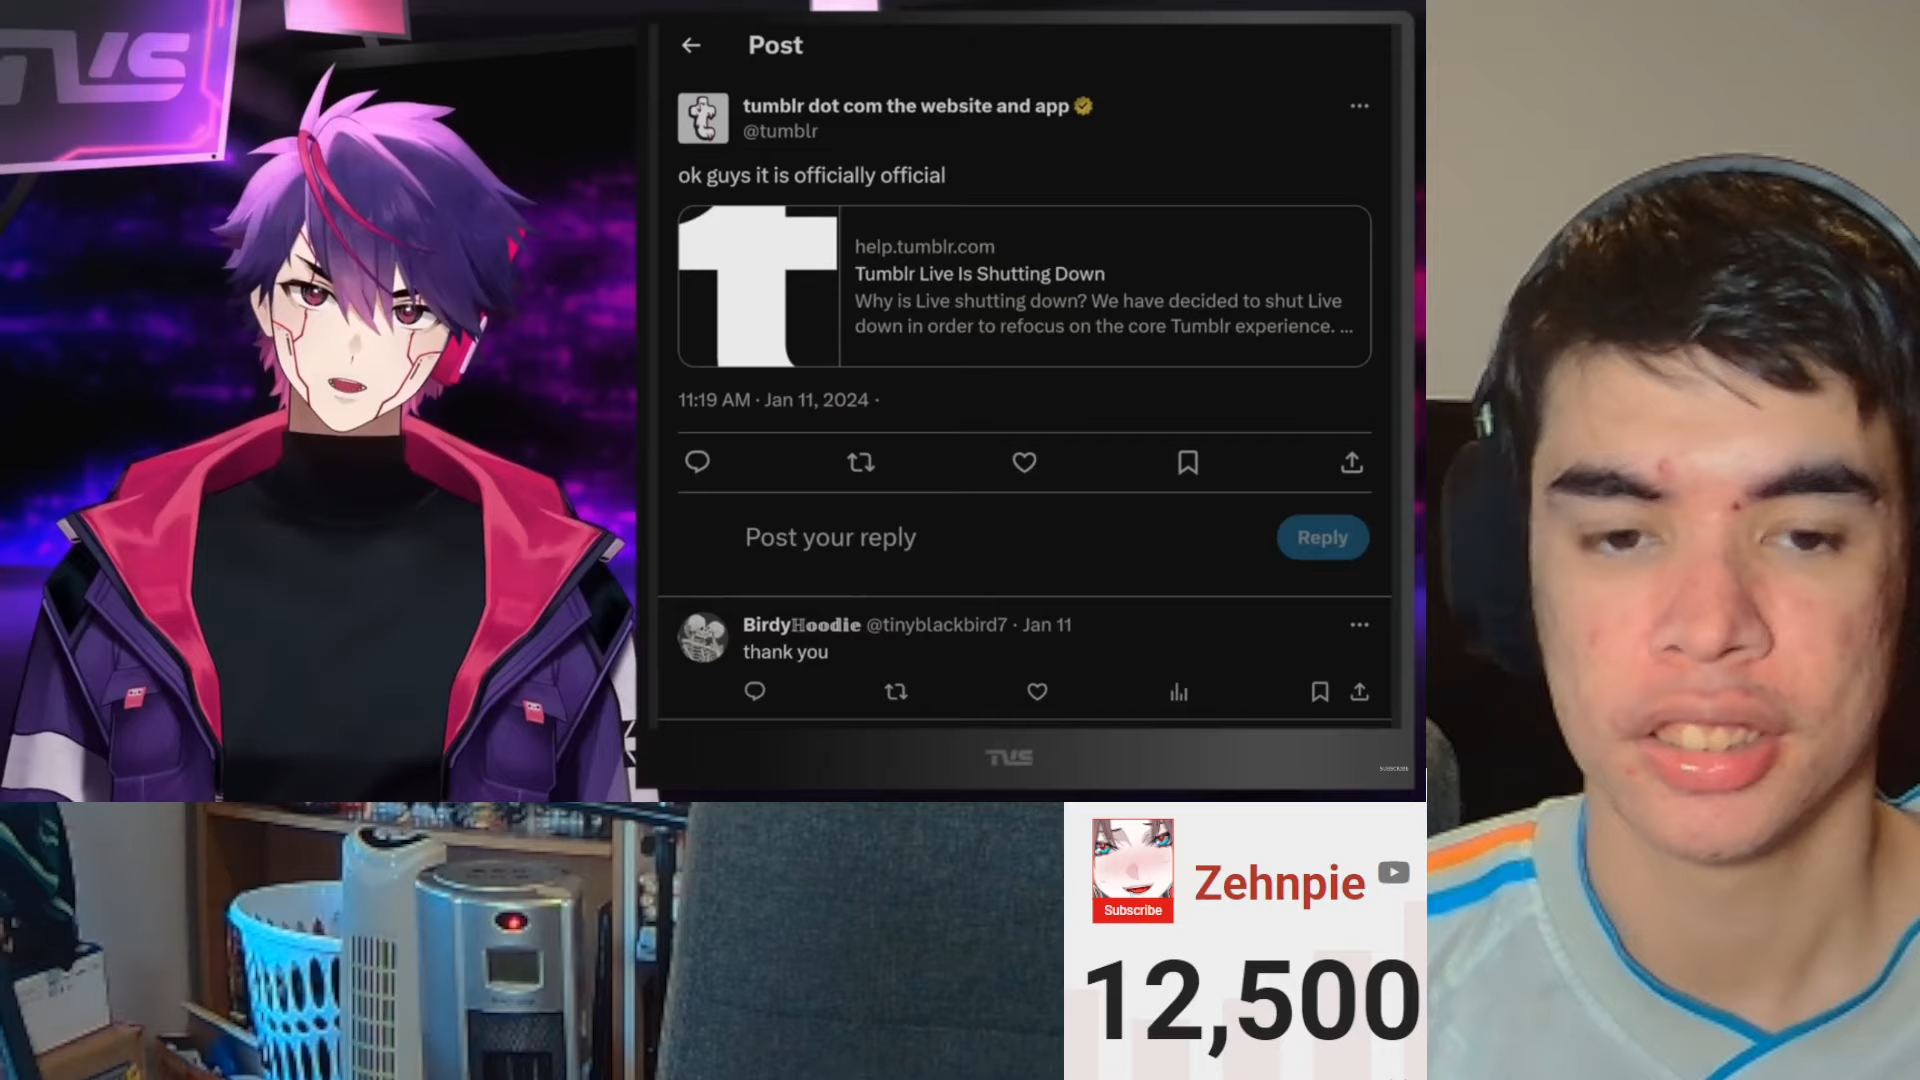 TVS
Post
tumblr dot com the website and app
@tumblr
ok guys it is officially official
help.tumblr.com
Tumblr Live Is Shutting Down
Why is Live shutting down? We have decided to shut Live
down in order to refocus on the core Tumblr experience. ...
11:19 AM · Jan 11, 2024 ·
Post your reply
Reply
Birdyℍ𝕠𝕠𝕕𝕚𝕖 @tinyblackbird7 · Jan 11
thank you
TVS
SUBSCRIBE
Subscribe
Zehnpie
12,500